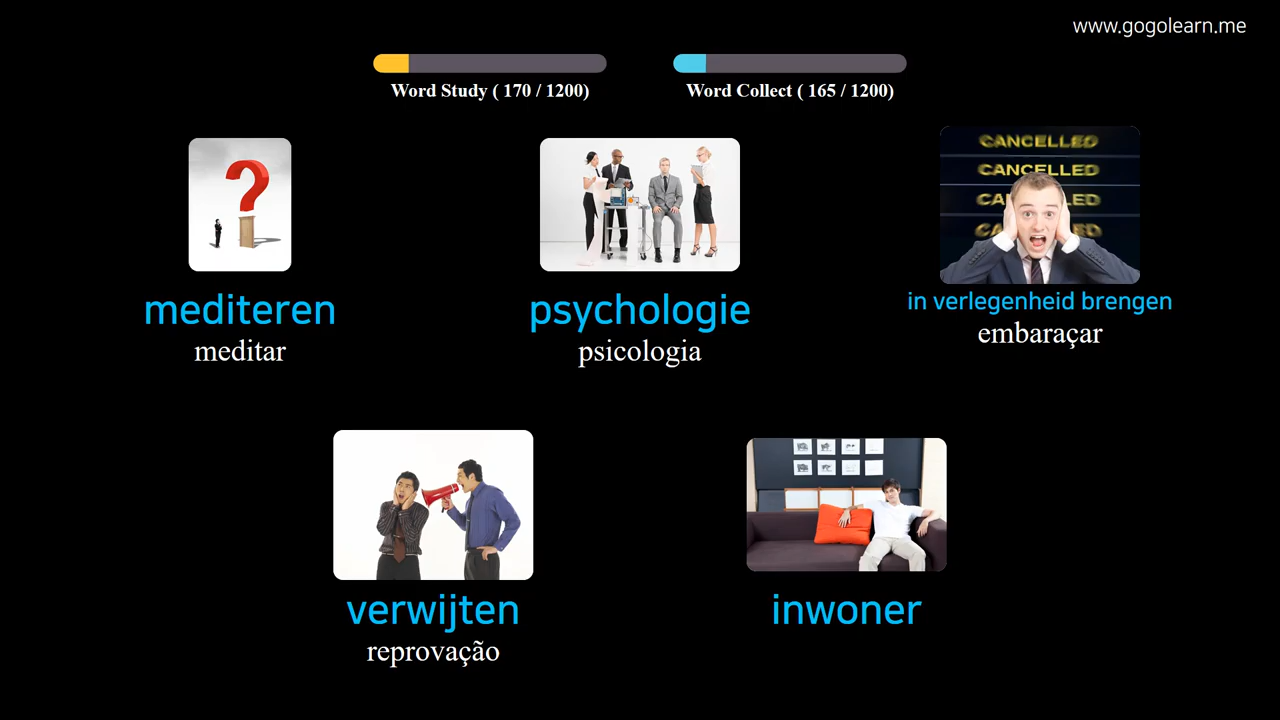 www.gogolearn.me
Word Study ( 170 / 1200)
Word Collect ( 165 / 1200)
CANCELLED
CANCELLED
mediteren
meditar
psychologie
psicologia
in verlegenheid brengen
embaraçar
verwijten
reprovação
inwoner